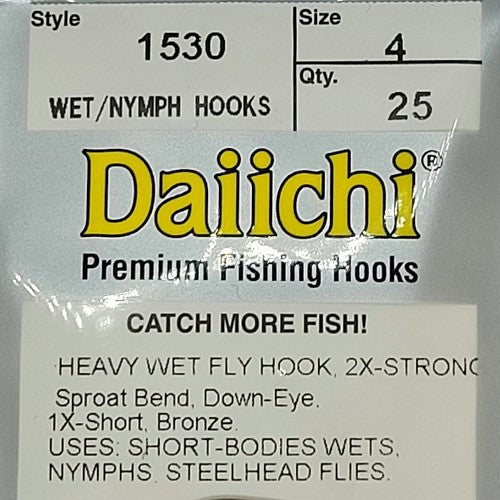 Style
1530
WET/NYMPH HOOKS
Size
4
Qty.
25
Daiichi®
Premium Fishing Hooks
CATCH MORE FISH!
HEAVY WET FLY HOOK, 2X-STRONG
Sproat Bend, Down-Eye.
1X-Short, Bronze.
USES: SHORT-BODIES WETS,
NYMPHS. STEELHEAD FLIES.